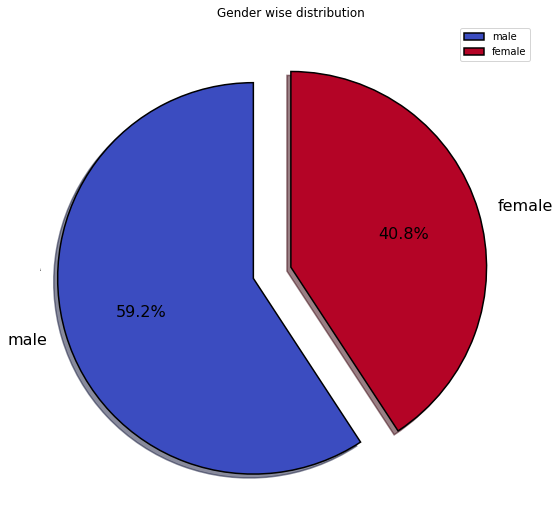 Gender wise distribution
male
female
female
40.8%
59.2%
male